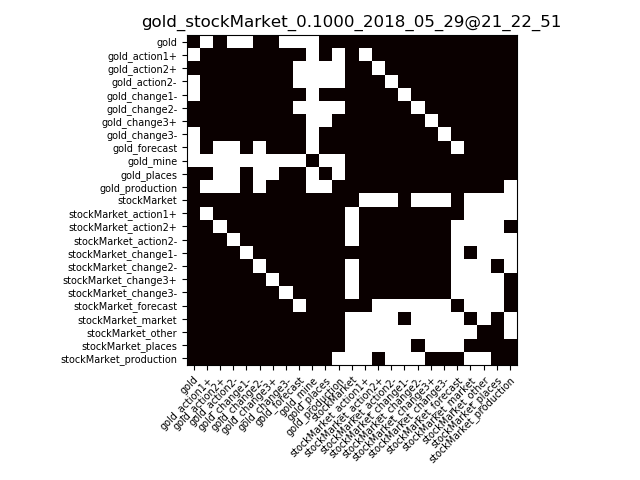 gold_stockMarket_0.1000_2018_05_29@21_22_51
gold
gold_action1+
gold_action2+
gold_action2-
gold_change1-
gold_change2-
gold_change3+
gold_change3-
gold_forecast
gold_mine
gold_places
gold_production
stockMarket
stockMarket_action1+
stockMarket_action2+
stockMarket_action2-
stockMarket_change1-
stockMarket_change2-
stockMarket_change3+
stockMarket_change3-
stockMarket_forecast
stockMarket_market
stockMarket_other
stockMarket_places
stockMarket_production
gold
gold_action1+
gold_action2+
gold_action2-
gold_change1-
gold_change2-
gold_change3+
gold_change3-
gold_forecast
gold_mine
gold_places
gold_production
stockMarket
stockMarket_action1+
stockMarket_action2+
stockMarket_action2-
stockMarket_change1-
stockMarket_change2-
stockMarket_change3+
stockMarket_change3-
stockMarket_forecast
stockMarket_market
stockMarket_other
stockMarket_places
stockMarket_production